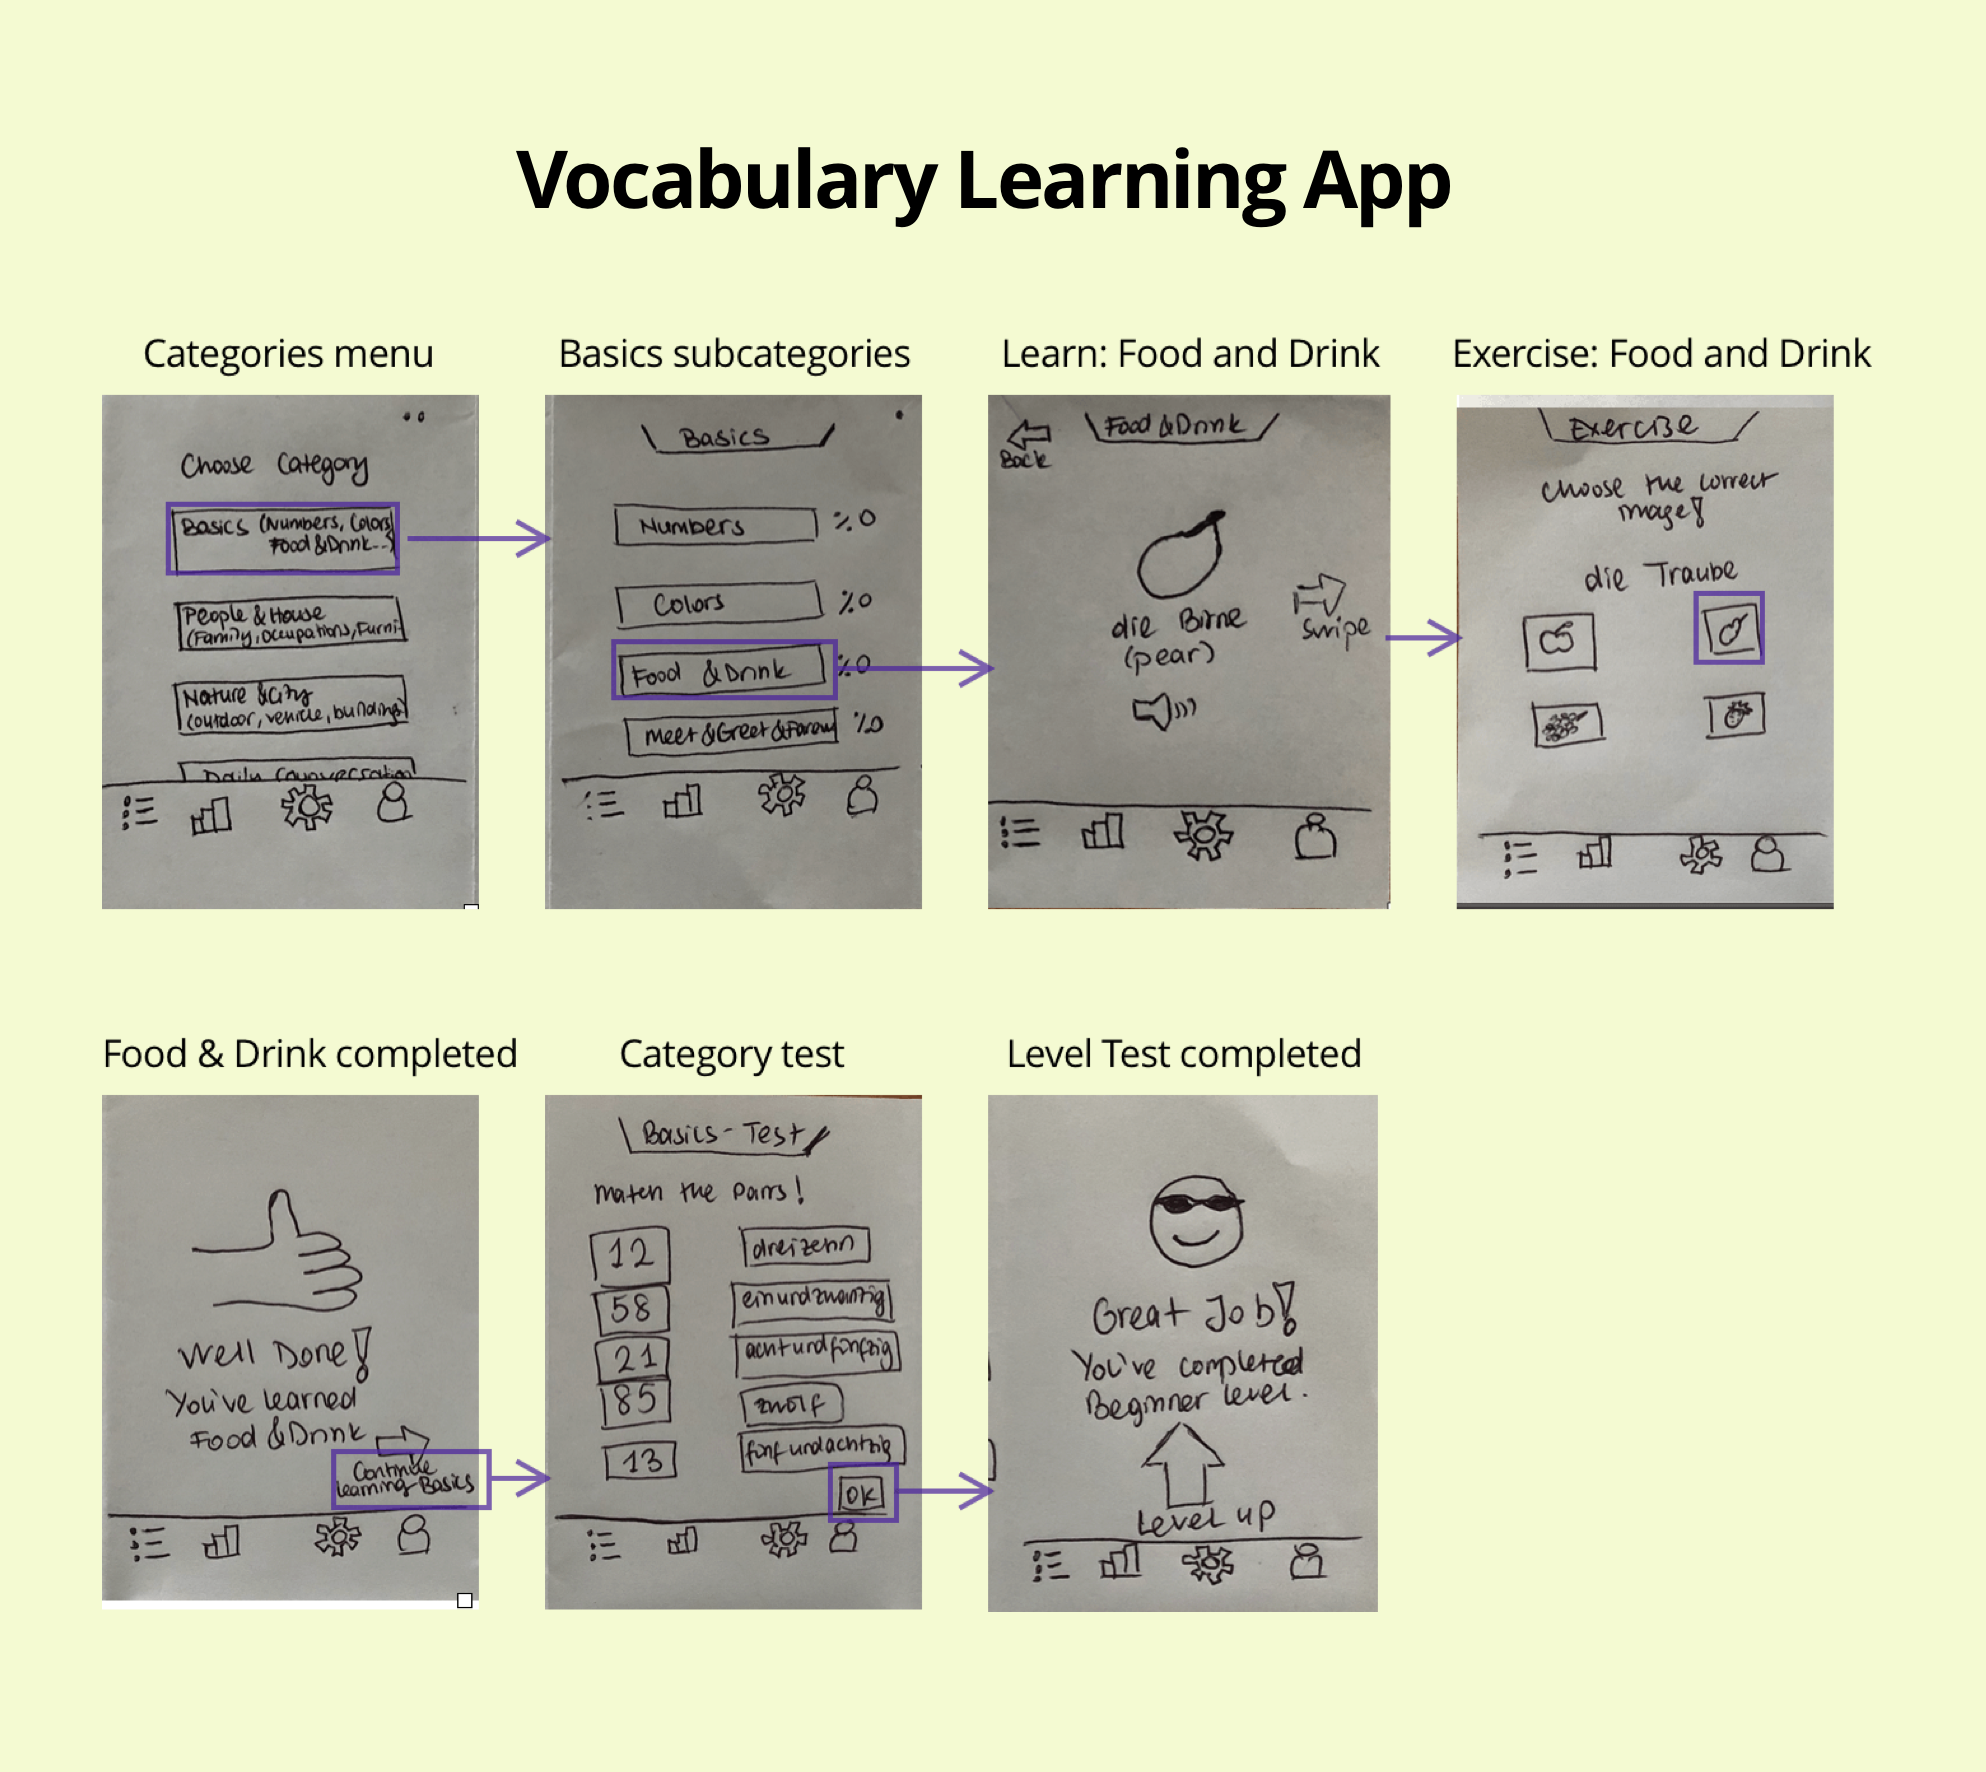 Vocabulary Learning App
Categories menu
Choose Category
Basics (Numbers, Colors
Food & Drink...)
People & House
(Family, Occupations, Furni
Nature & City
(outdoor, vehicle, buildings)
Daily Conversation
Basics subcategories
Basics
Numbers %0
Colors %0
Food & Drink %0
Meet & Greet & Farew %0
Learn: Food and Drink
Food & Drink
Back
die Birne
(pear)
Swipe
Exercise: Food and Drink
Exercise
Choose the correct
image!
die Traube
Food & Drink completed
Well Done!
You've learned
Food & Drink
Continue
learning Basics
Category test
Basics - Test
Match the pairs!
12 dreizehn
58 einundzwanzig
21 achtundfünfzig
85 zwölf
13 fünfundachtzig
OK
Level Test completed
Great Job!
You've completed
Beginner level.
Level up